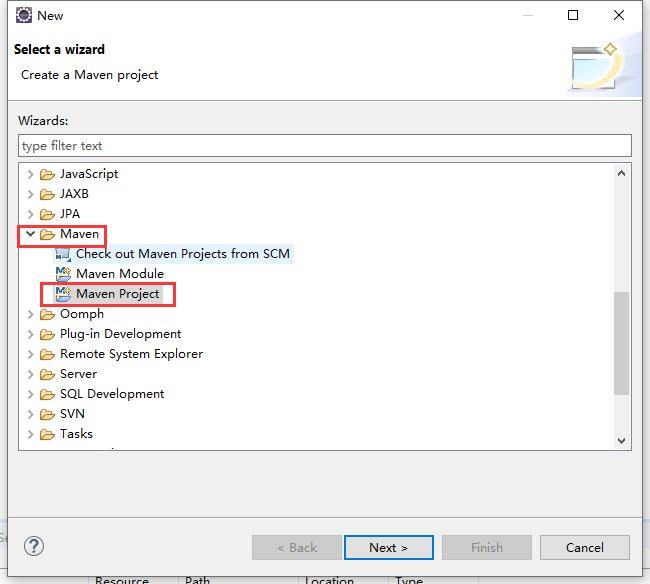 New
Select a wizard
Create a Maven project
Wizards:
type filter text
JavaScript
JAXB
JPA
Maven
Check out Maven Projects from SCM
Maven Module
Maven Project
Oomph
Plug-in Development
Remote System Explorer
Server
SQL Development
SVN
Tasks
< Back Next > Finish Cancel
Resource Path Location Type